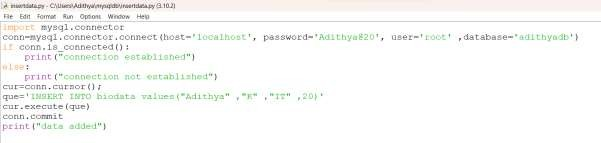 insertdata.py - C:\Users\Adithya\mysqldb\insertdata.py (3.10.2)
File Edit Format Run Options Window Help
import mysql.connector
conn=mysql.connector.connect(host='localhost', password='Adithya@20', user='root' ,database='adithyadb')
if conn.is_connected():
    print("connection established")
else:
    print("connection not established")
cur=conn.cursor();
que='INSERT INTO biodata values("Adithya" ,"K" ,"IT" ,20)'
cur.execute(que)
conn.commit
print("data added")